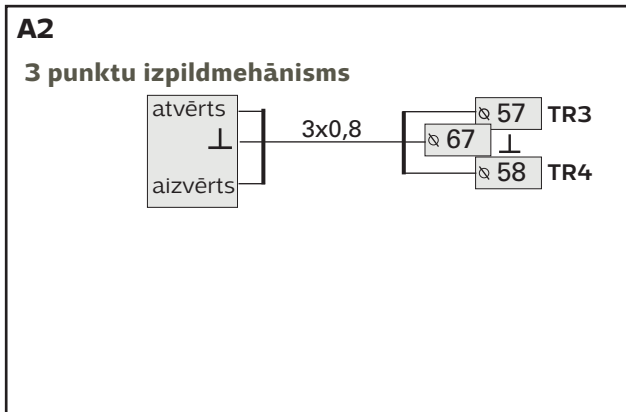 A2
3 punktu izpildmehānisms
atvērts
⊥
aizvērts
3x0,8
57 TR3
67 ⊥
58 TR4